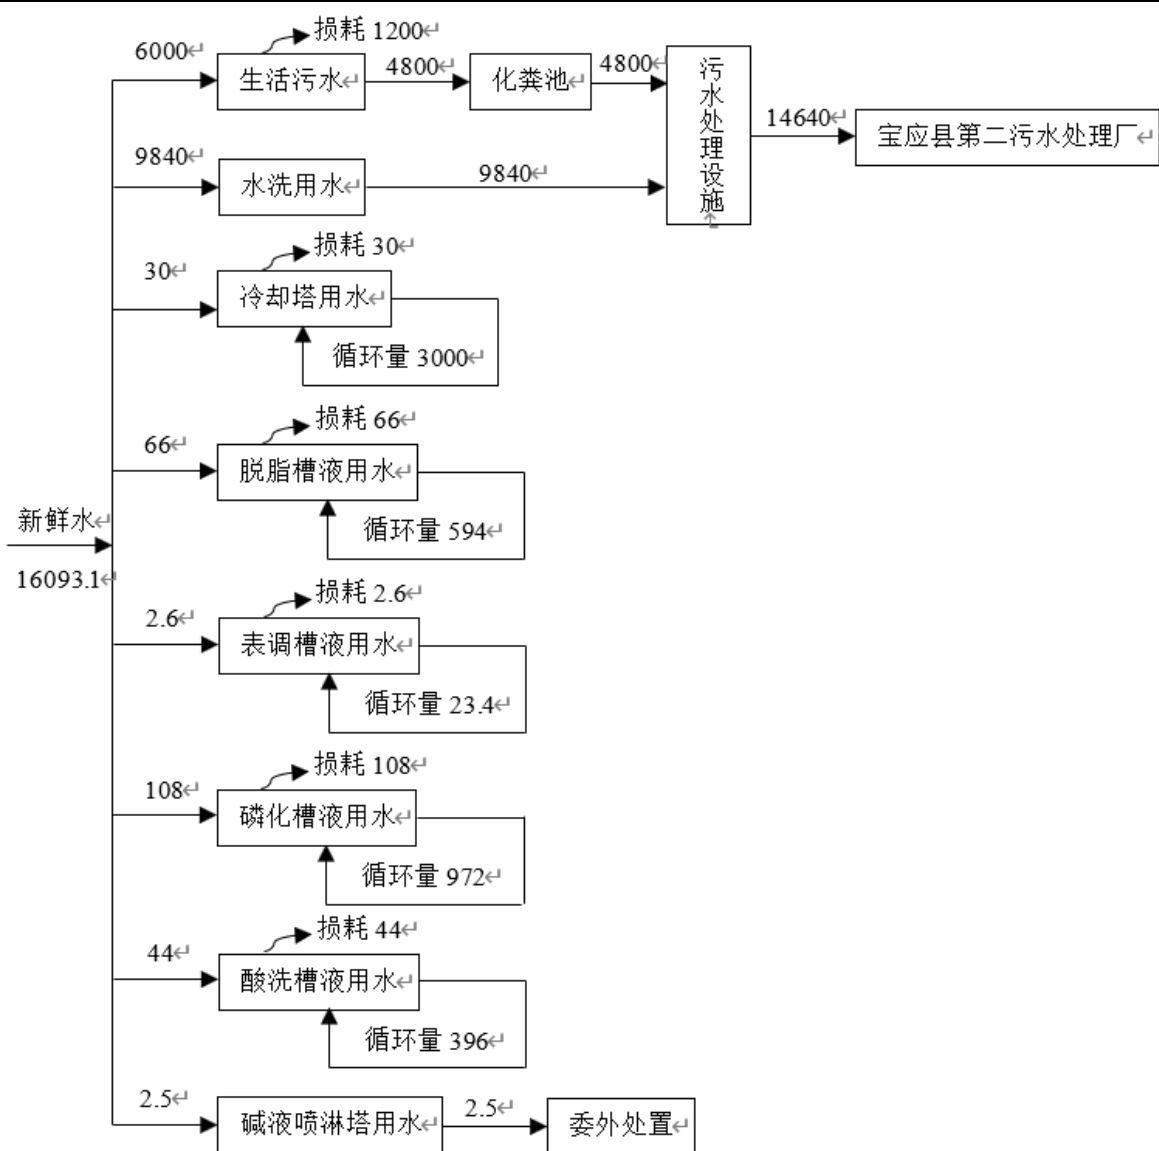 损耗 1200↵
6000↵
生活污水↵
4800↵
化粪池↵
4800↵
污水处理设施↵
14640↵
宝应县第二污水处理厂↵
9840↵
水洗用水↵
9840↵
损耗 30↵
30↵
冷却塔用水↵
循环量 3000↵
损耗 66↵
66↵
脱脂槽液用水↵
循环量 594↵
新鲜水↵
16093.1↵
损耗 2.6↵
2.6↵
表调槽液用水↵
循环量 23.4↵
损耗 108↵
108↵
磷化槽液用水↵
循环量 972↵
损耗 44↵
44↵
酸洗槽液用水↵
循环量 396↵
2.5↵
碱液喷淋塔用水↵
2.5↵
委外处置↵